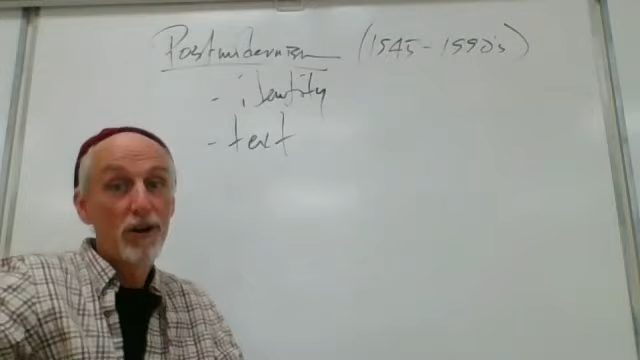 Postmodernism (1945-1990's)
- identity
- text